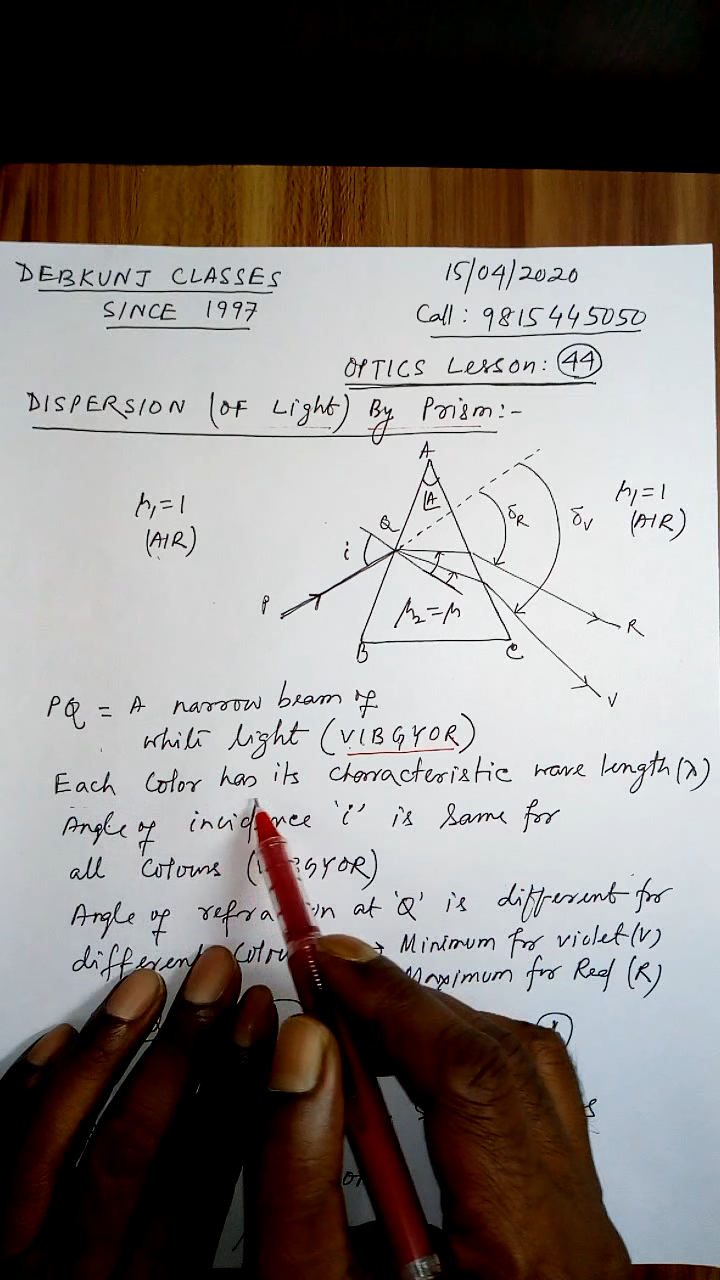 DEBKUNJ CLASSES
SINCE 1997
15/04/2020
Call: 9815445050
OPTICS Lesson: 44
DISPERSION (OF Light) By Prism:-
A
μ₁=1
(AIR)
Q
A
δR
δV
μ₁=1
(AIR)
i
P
μ₂=μ
R
B
C
V
PQ = A narrow beam of
white light (VIBGYOR)
Each Color has its characteristic wave length (λ)
Angle of incidence 'i' is same for
all Colours (VIBGYOR)
Angle of refraction at 'Q' is different for
different → Minimum for violet (V)
Maximum for Red (R)